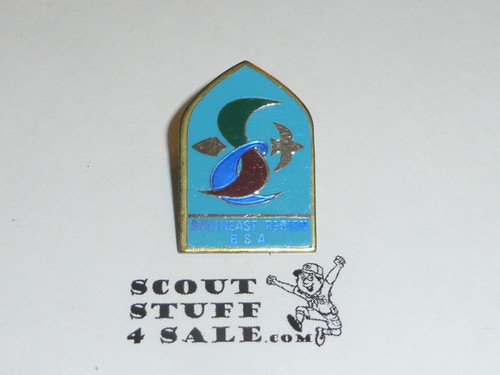 SOUTHEAST REGION
B S A
SCOUT
STUFF
4 SALE.COM